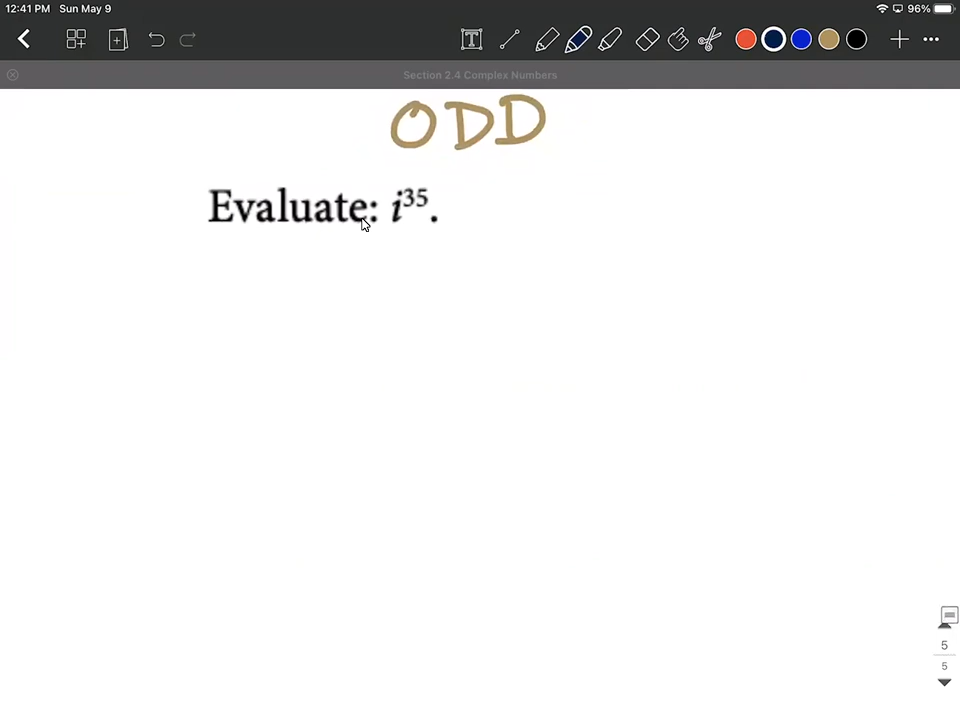 12:41 PM Sun May 9 96%
Section 2.4 Complex Numbers
ODD
Evaluate: i³⁵.
5
5